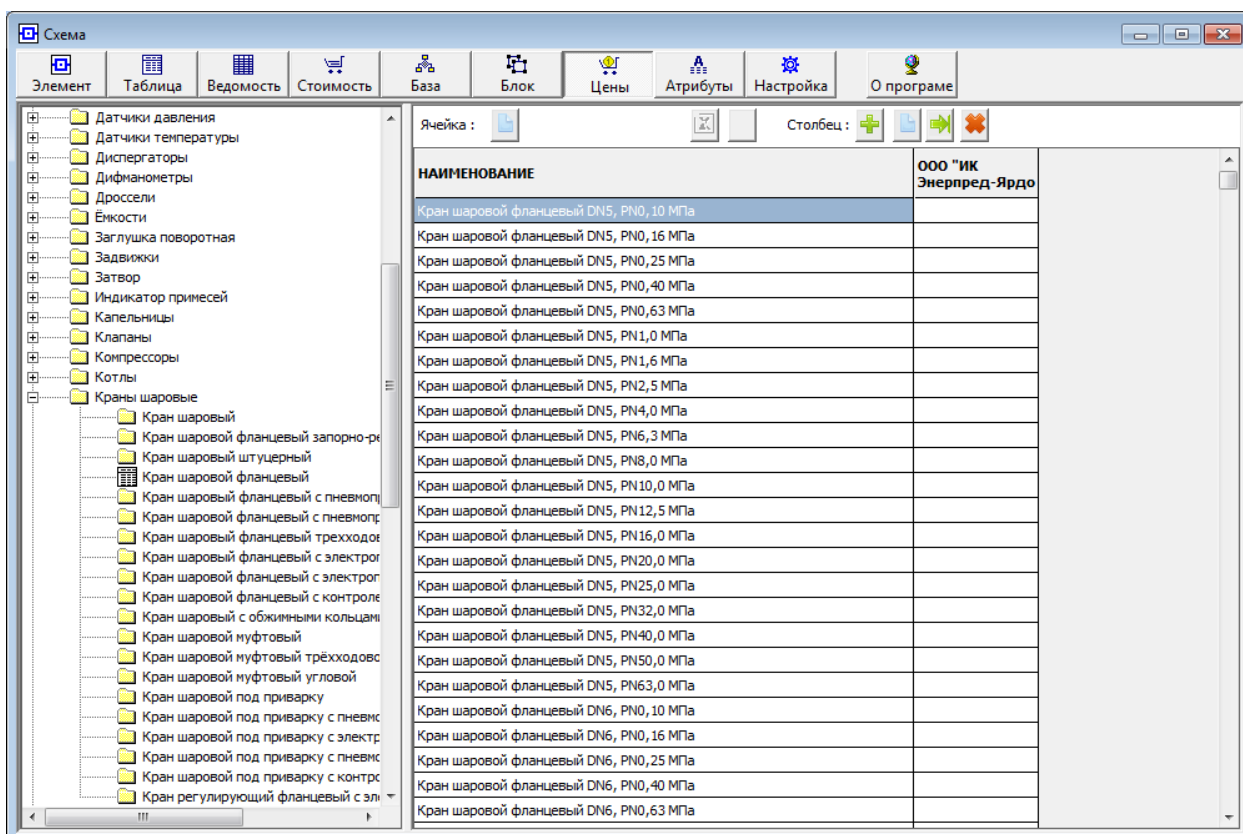 Схема
Элемент
Таблица
Ведомость
Стоимость
База
Блок
Цены
Атрибуты
Настройка
О програме
Датчики давления
Датчики температуры
Диспергаторы
Дифманометры
Дроссели
Ёмкости
Заглушка поворотная
Задвижки
Затвор
Индикатор примесей
Капельницы
Клапаны
Компрессоры
Котлы
Краны шаровые
Кран шаровый
Кран шаровой фланцевый запорно-ре
Кран шаровый штуцерный
Кран шаровой фланцевый
Кран шаровый фланцевый с пневмопр
Кран шаровой фланцевый с пневмопр
Кран шаровый фланцевый трехходов
Кран шаровый фланцевый с электроп
Кран шаровой фланцевый с электроп
Кран шаровой фланцевый с контроле
Кран шаровый с обжимными кольцами
Кран шаровой муфтовый
Кран шаровой муфтовый трёхходово
Кран шаровой муфтовый угловой
Кран шаровой под приварку
Кран шаровой под приварку с пневмо
Кран шаровой под приварку с электр
Кран шаровой под приварку с пневмо
Кран шаровой под приварку с контро
Кран регулирующий фланцевый с эле
Ячейка :
Столбец :
НАИМЕНОВАНИЕ
ООО "ИК
Энерпред-Ярдо
Кран шаровой фланцевый DN5, PN0,10 МПа
Кран шаровой фланцевый DN5, PN0,16 МПа
Кран шаровой фланцевый DN5, PN0,25 МПа
Кран шаровой фланцевый DN5, PN0,40 МПа
Кран шаровой фланцевый DN5, PN0,63 МПа
Кран шаровой фланцевый DN5, PN1,0 МПа
Кран шаровой фланцевый DN5, PN1,6 МПа
Кран шаровой фланцевый DN5, PN2,5 МПа
Кран шаровой фланцевый DN5, PN4,0 МПа
Кран шаровой фланцевый DN5, PN6,3 МПа
Кран шаровой фланцевый DN5, PN8,0 МПа
Кран шаровой фланцевый DN5, PN10,0 МПа
Кран шаровой фланцевый DN5, PN12,5 МПа
Кран шаровой фланцевый DN5, PN16,0 МПа
Кран шаровой фланцевый DN5, PN20,0 МПа
Кран шаровой фланцевый DN5, PN25,0 МПа
Кран шаровой фланцевый DN5, PN32,0 МПа
Кран шаровой фланцевый DN5, PN40,0 МПа
Кран шаровой фланцевый DN5, PN50,0 МПа
Кран шаровой фланцевый DN5, PN63,0 МПа
Кран шаровой фланцевый DN6, PN0,10 МПа
Кран шаровой фланцевый DN6, PN0,16 МПа
Кран шаровой фланцевый DN6, PN0,25 МПа
Кран шаровой фланцевый DN6, PN0,40 МПа
Кран шаровой фланцевый DN6, PN0,63 МПа